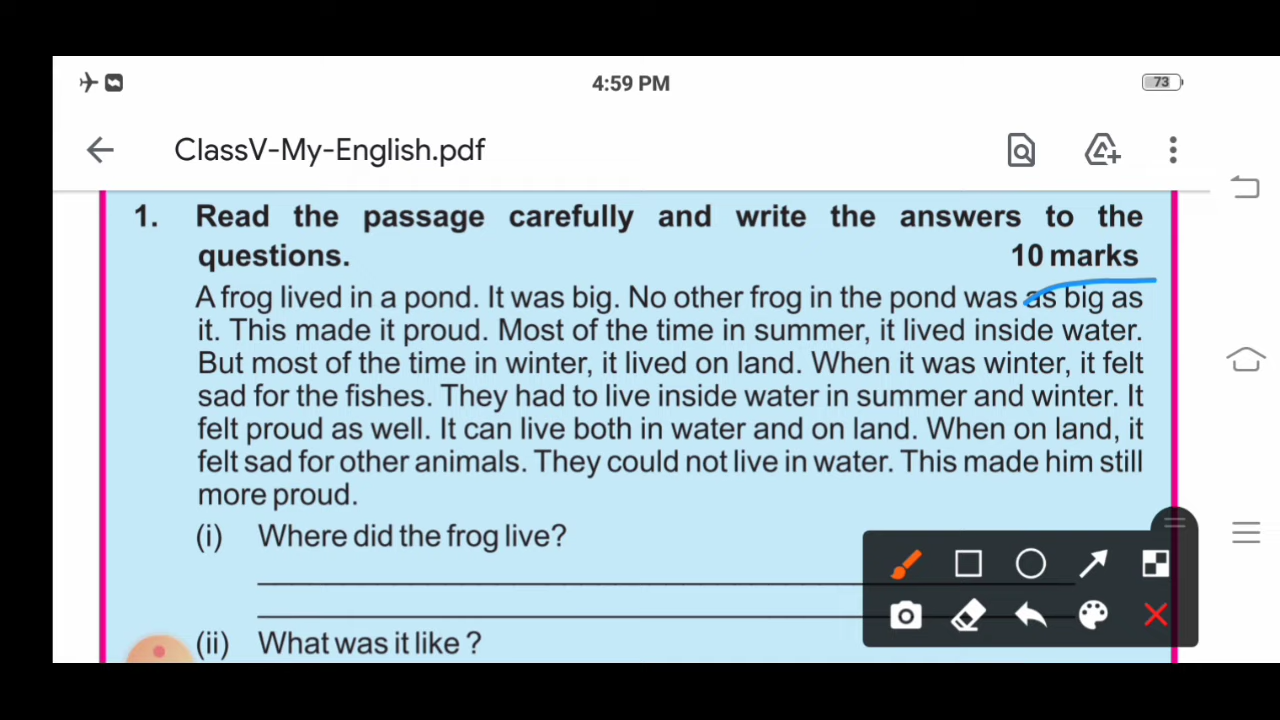 4:59 PM
73
ClassV-My-English.pdf
1. Read the passage carefully and write the answers to the
questions. 10 marks
A frog lived in a pond. It was big. No other frog in the pond was as big as
it. This made it proud. Most of the time in summer, it lived inside water.
But most of the time in winter, it lived on land. When it was winter, it felt
sad for the fishes. They had to live inside water in summer and winter. It
felt proud as well. It can live both in water and on land. When on land, it
felt sad for other animals. They could not live in water. This made him still
more proud.
(i) Where did the frog live?
(ii) What was it like ?